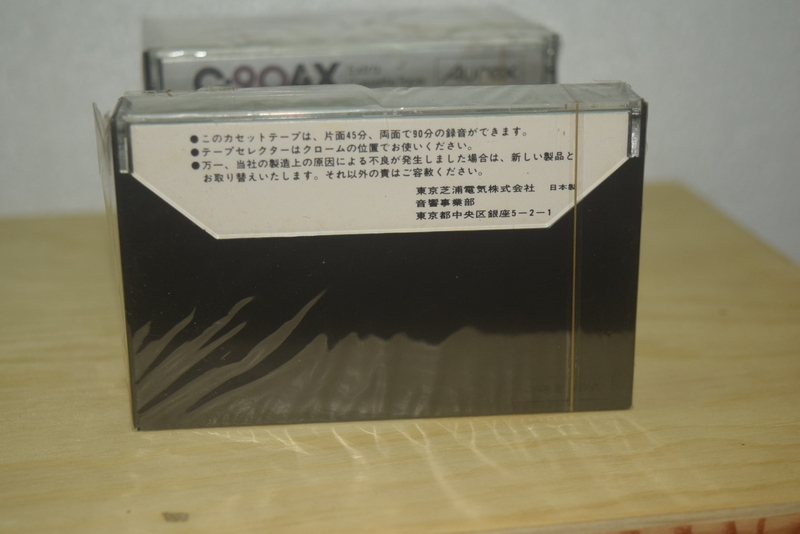 C-90AX
Aurex
●このカセットテープは、片面45分、両面で90分の録音ができます。
●テープセレクターはクロームの位置でお使いください。
●万一、当社の製造上の原因による不良が発生しました場合は、新しい製品と
お取り替えいたします。それ以外の責はご容赦ください。
東京芝浦電気株式会社 日本製
音響事業部
東京都中央区銀座5-2-1